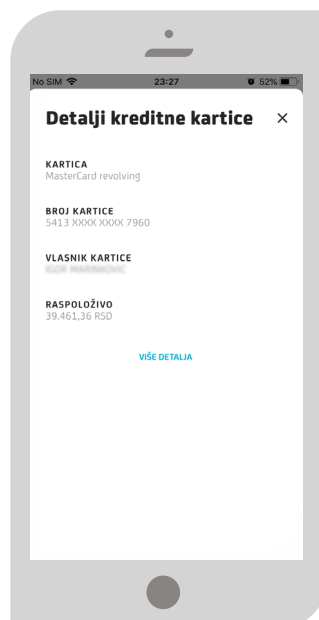 No SIM 23:27 52%
Detalji kreditne kartice ×
KARTICA
MasterCard revolving
BROJ KARTICE
5413 XXXX XXXX 7960
VLASNIK KARTICE
RASPOLOŽIVO
39.461,36 RSD
VIŠE DETALJA